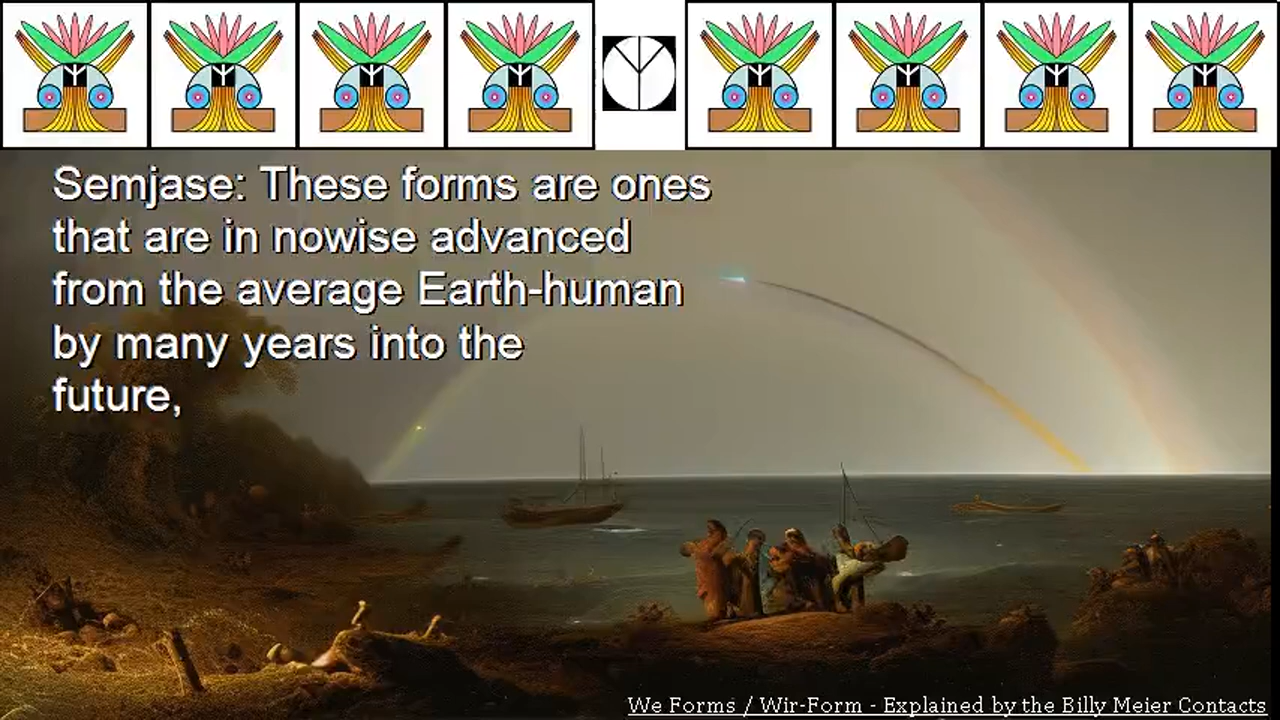 Semjase: These forms are ones
that are in nowise advanced
from the average Earth-human
by many years into the
future,
We Forms / Wir-Form - Explained by the Billy Meier Contacts